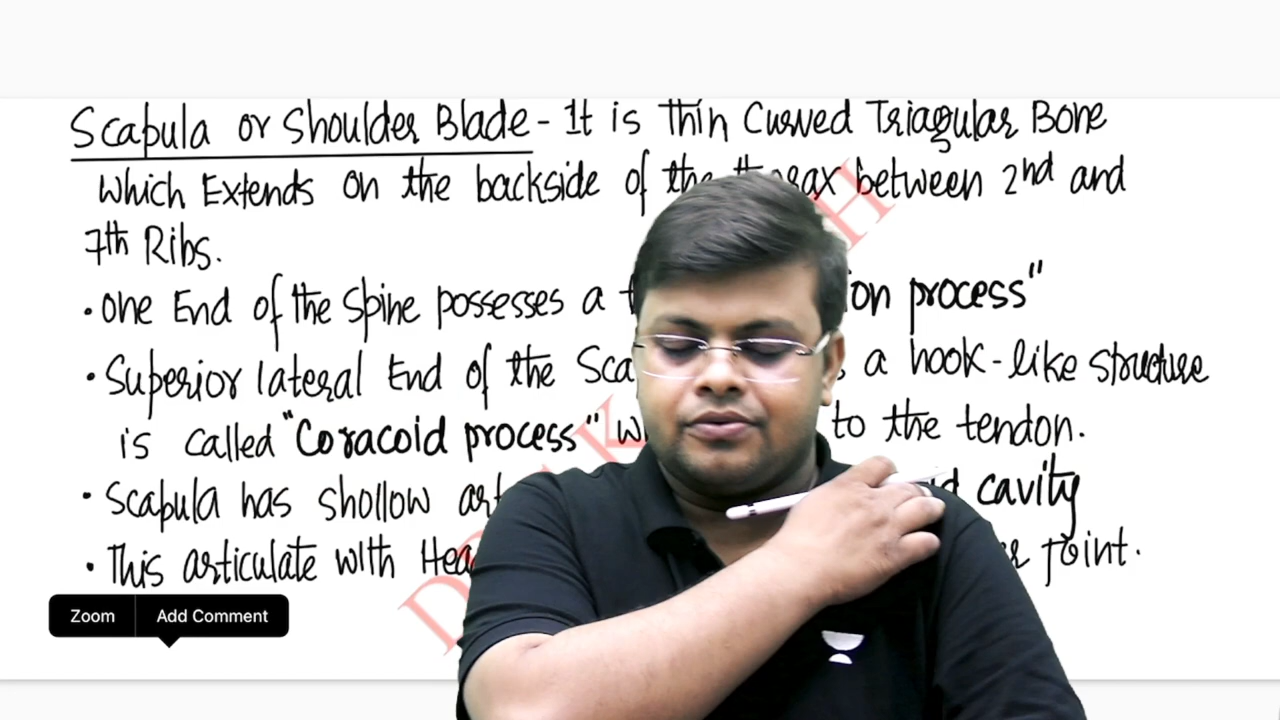 Scapula or Shoulder Blade - It is Thin Curved Triagular Bone
which Extends on the backside of the between 2nd and
7th Ribs.
• one End of the Spine possesses a process"
• Superior lateral End of the a hook-like structure
is called "Coracoid process" to the tendon.
• Scapula has shollow cavity
• This articulate with Joint.
Zoom Add Comment